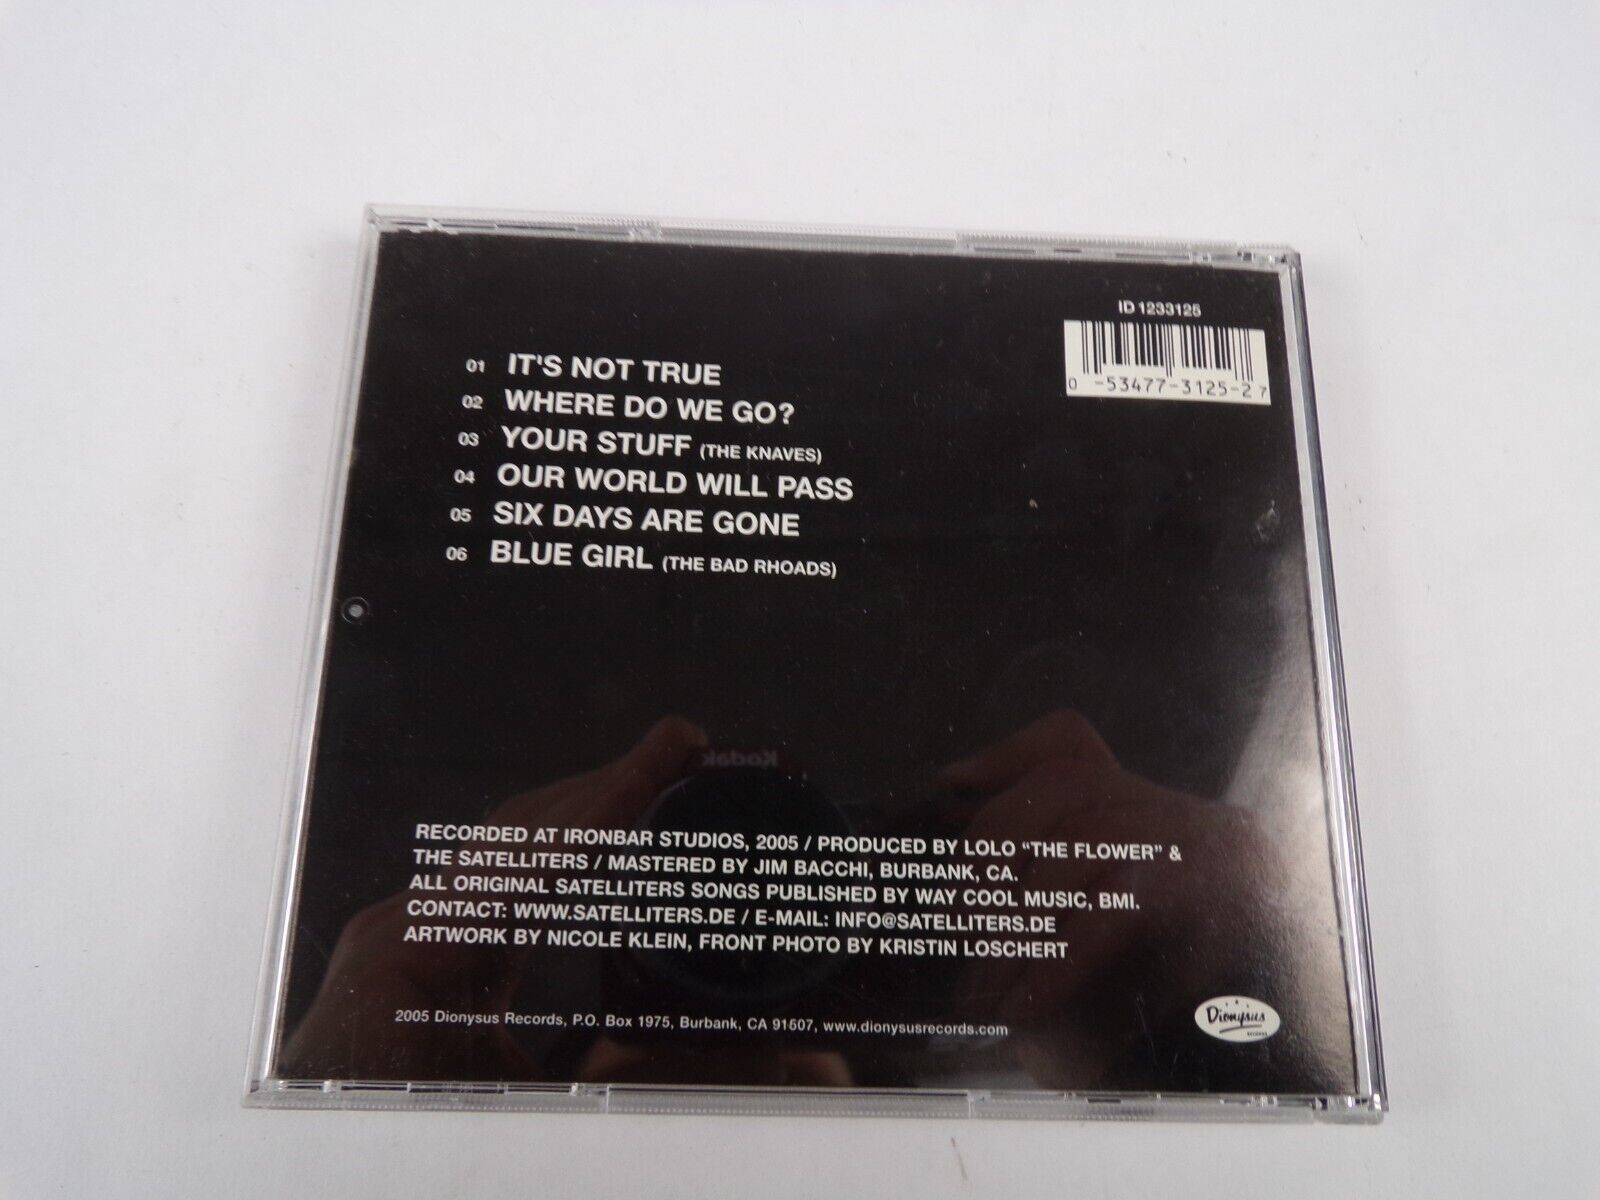 ID 1233125
0 -53477-3125-2 7
01 IT'S NOT TRUE
02 WHERE DO WE GO?
03 YOUR STUFF (THE KNAVES)
04 OUR WORLD WILL PASS
05 SIX DAYS ARE GONE
06 BLUE GIRL (THE BAD RHOADS)
Kodak
RECORDED AT IRONBAR STUDIOS, 2005 / PRODUCED BY LOLO "THE FLOWER" &
THE SATELLITERS / MASTERED BY JIM BACCHI, BURBANK, CA.
ALL ORIGINAL SATELLITERS SONGS PUBLISHED BY WAY COOL MUSIC, BMI.
CONTACT: WWW.SATELLITERS.DE / E-MAIL: INFO@SATELLITERS.DE
ARTWORK BY NICOLE KLEIN, FRONT PHOTO BY KRISTIN LOSCHERT
2005 Dionysus Records, P.O. Box 1975, Burbank, CA 91507, www.dionysusrecords.com
Dionysus
RECORDS